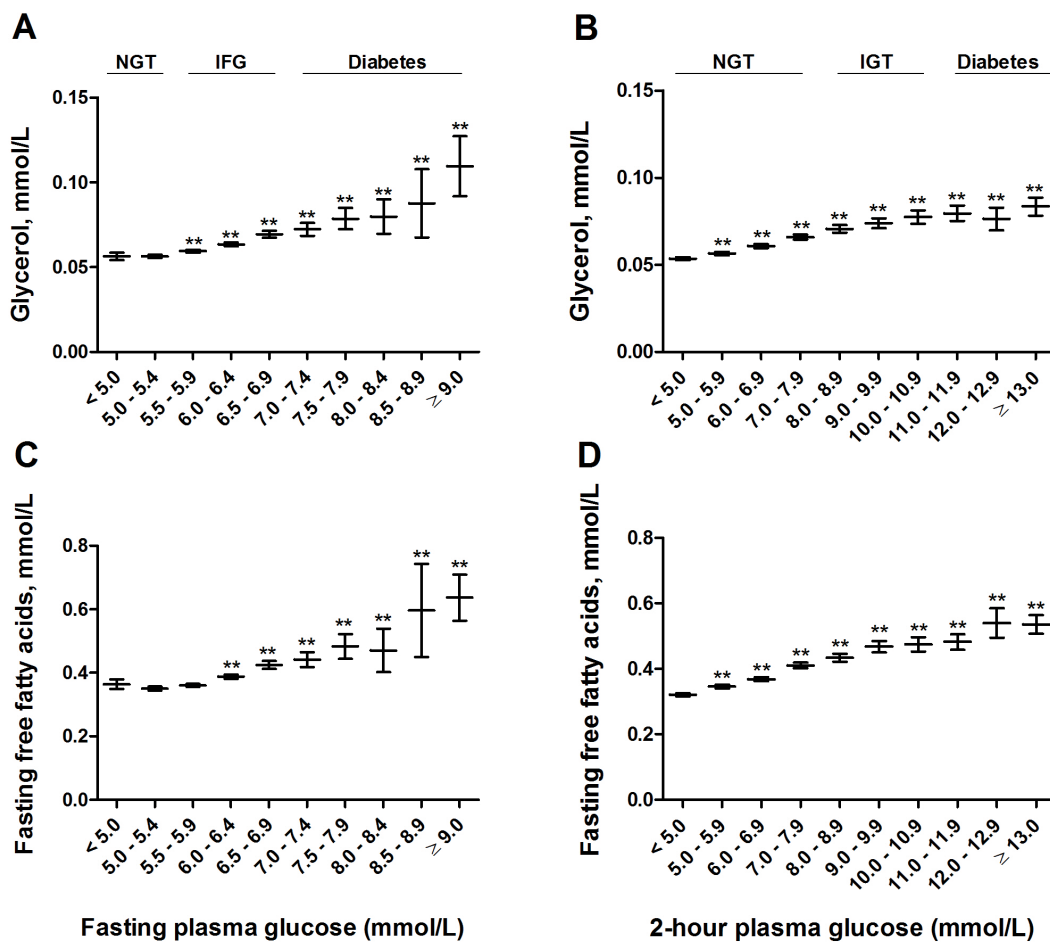 A
NGT IFG Diabetes
Glycerol, mmol/L
0.15
0.10
0.05
0.00
** ** ** ** ** ** ** **
< 5.0
5.0 - 5.4
5.5 - 5.9
6.0 - 6.4
6.5 - 6.9
7.0 - 7.4
7.5 - 7.9
8.0 - 8.4
8.5 - 8.9
≥ 9.0
B
NGT IGT Diabetes
Glycerol, mmol/L
0.15
0.10
0.05
0.00
** ** ** ** ** ** ** ** **
< 5.0
5.0 - 5.9
6.0 - 6.9
7.0 - 7.9
8.0 - 8.9
9.0 - 9.9
10.0 - 10.9
11.0 - 11.9
12.0 - 12.9
≥ 13.0
C
Fasting free fatty acids, mmol/L
0.8
0.6
0.4
0.2
0.0
** ** ** ** ** ** **
< 5.0
5.0 - 5.4
5.5 - 5.9
6.0 - 6.4
6.5 - 6.9
7.0 - 7.4
7.5 - 7.9
8.0 - 8.4
8.5 - 8.9
≥ 9.0
Fasting plasma glucose (mmol/L)
D
Fasting free fatty acids, mmol/L
0.8
0.6
0.4
0.2
0.0
** ** ** ** ** ** ** ** **
< 5.0
5.0 - 5.9
6.0 - 6.9
7.0 - 7.9
8.0 - 8.9
9.0 - 9.9
10.0 - 10.9
11.0 - 11.9
12.0 - 12.9
≥ 13.0
2-hour plasma glucose (mmol/L)